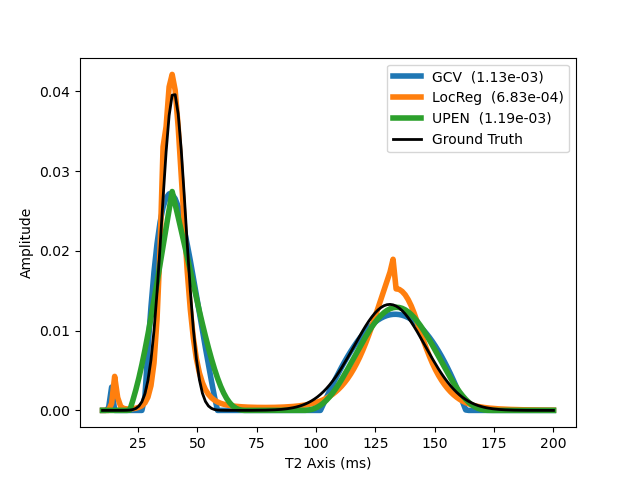 GCV (1.13e-03)
LocReg (6.83e-04)
UPEN (1.19e-03)
Ground Truth
Amplitude
0.04
0.03
0.02
0.01
0.00
25 50 75 100 125 150 175 200
T2 Axis (ms)